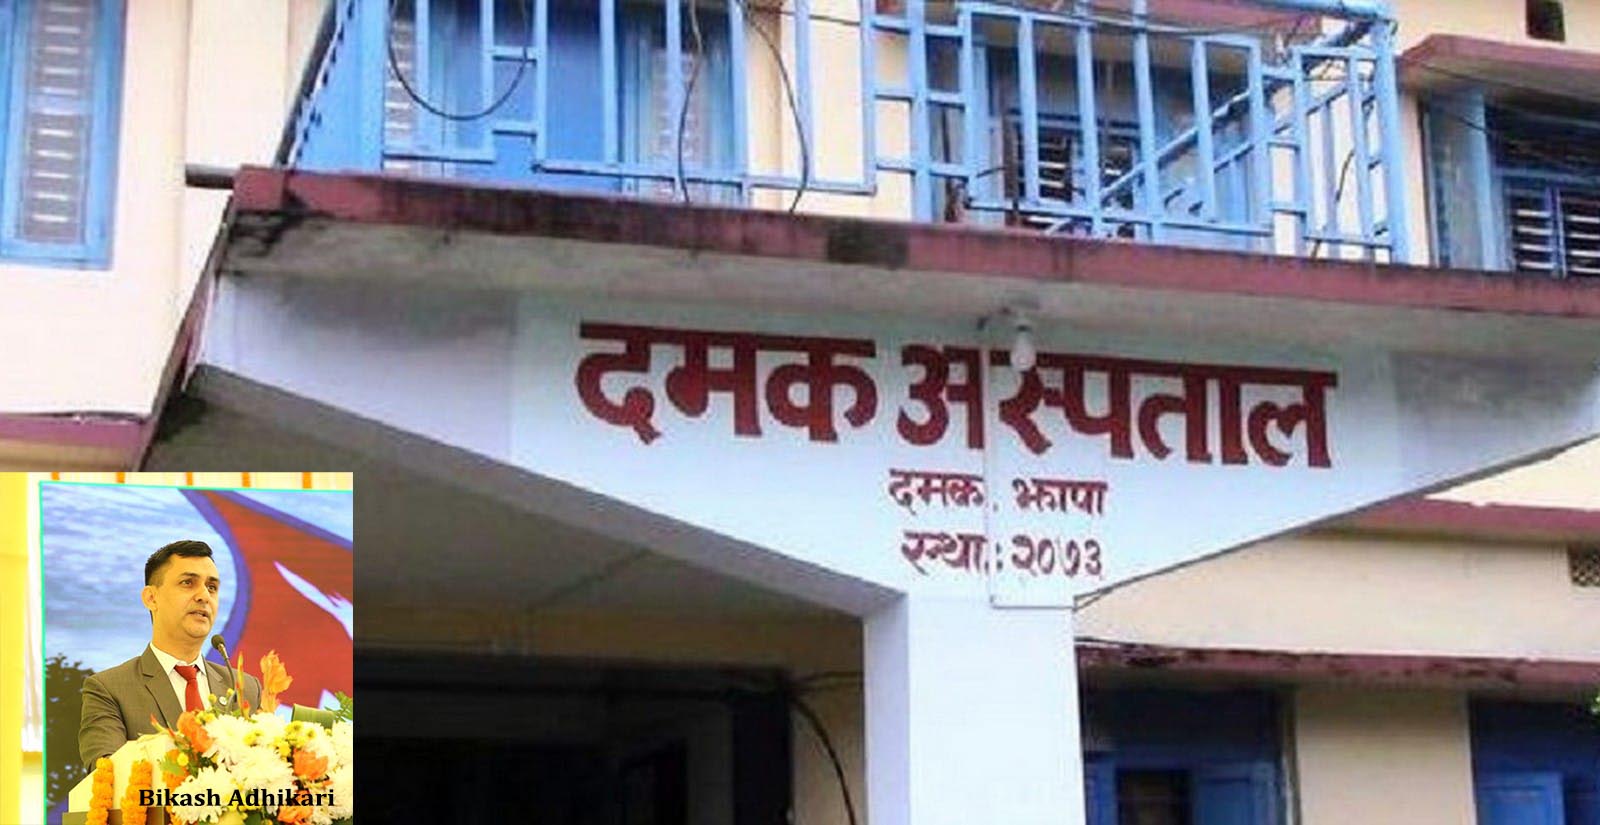 दमक अस्पताल
दमक, झापा
स्था.: २०७३
Bikash Adhikari